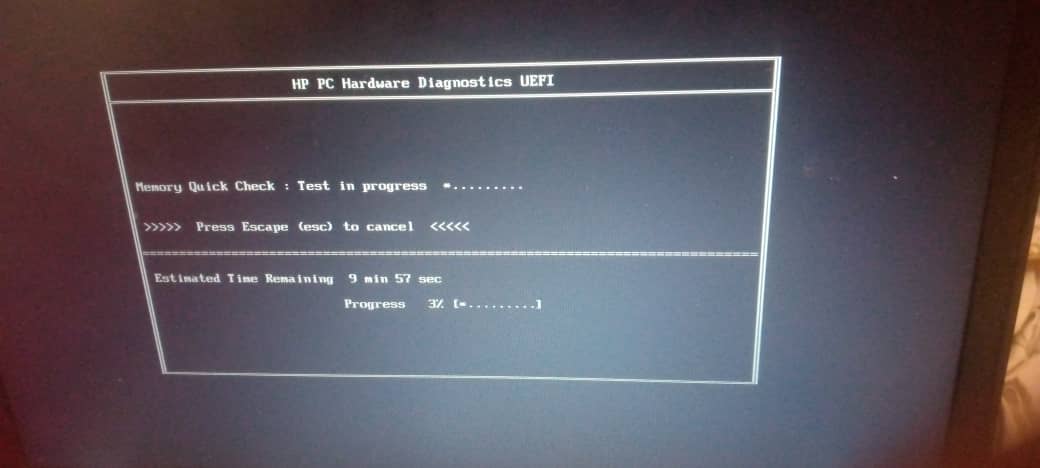 HP PC Hardware Diagnostics UEFI
Memory Quick Check : Test in progress *.........
>>>>> Press Escape (esc) to cancel <<<<<
Estimated Time Remaining 9 min 57 sec
Progress 3% [*.........]